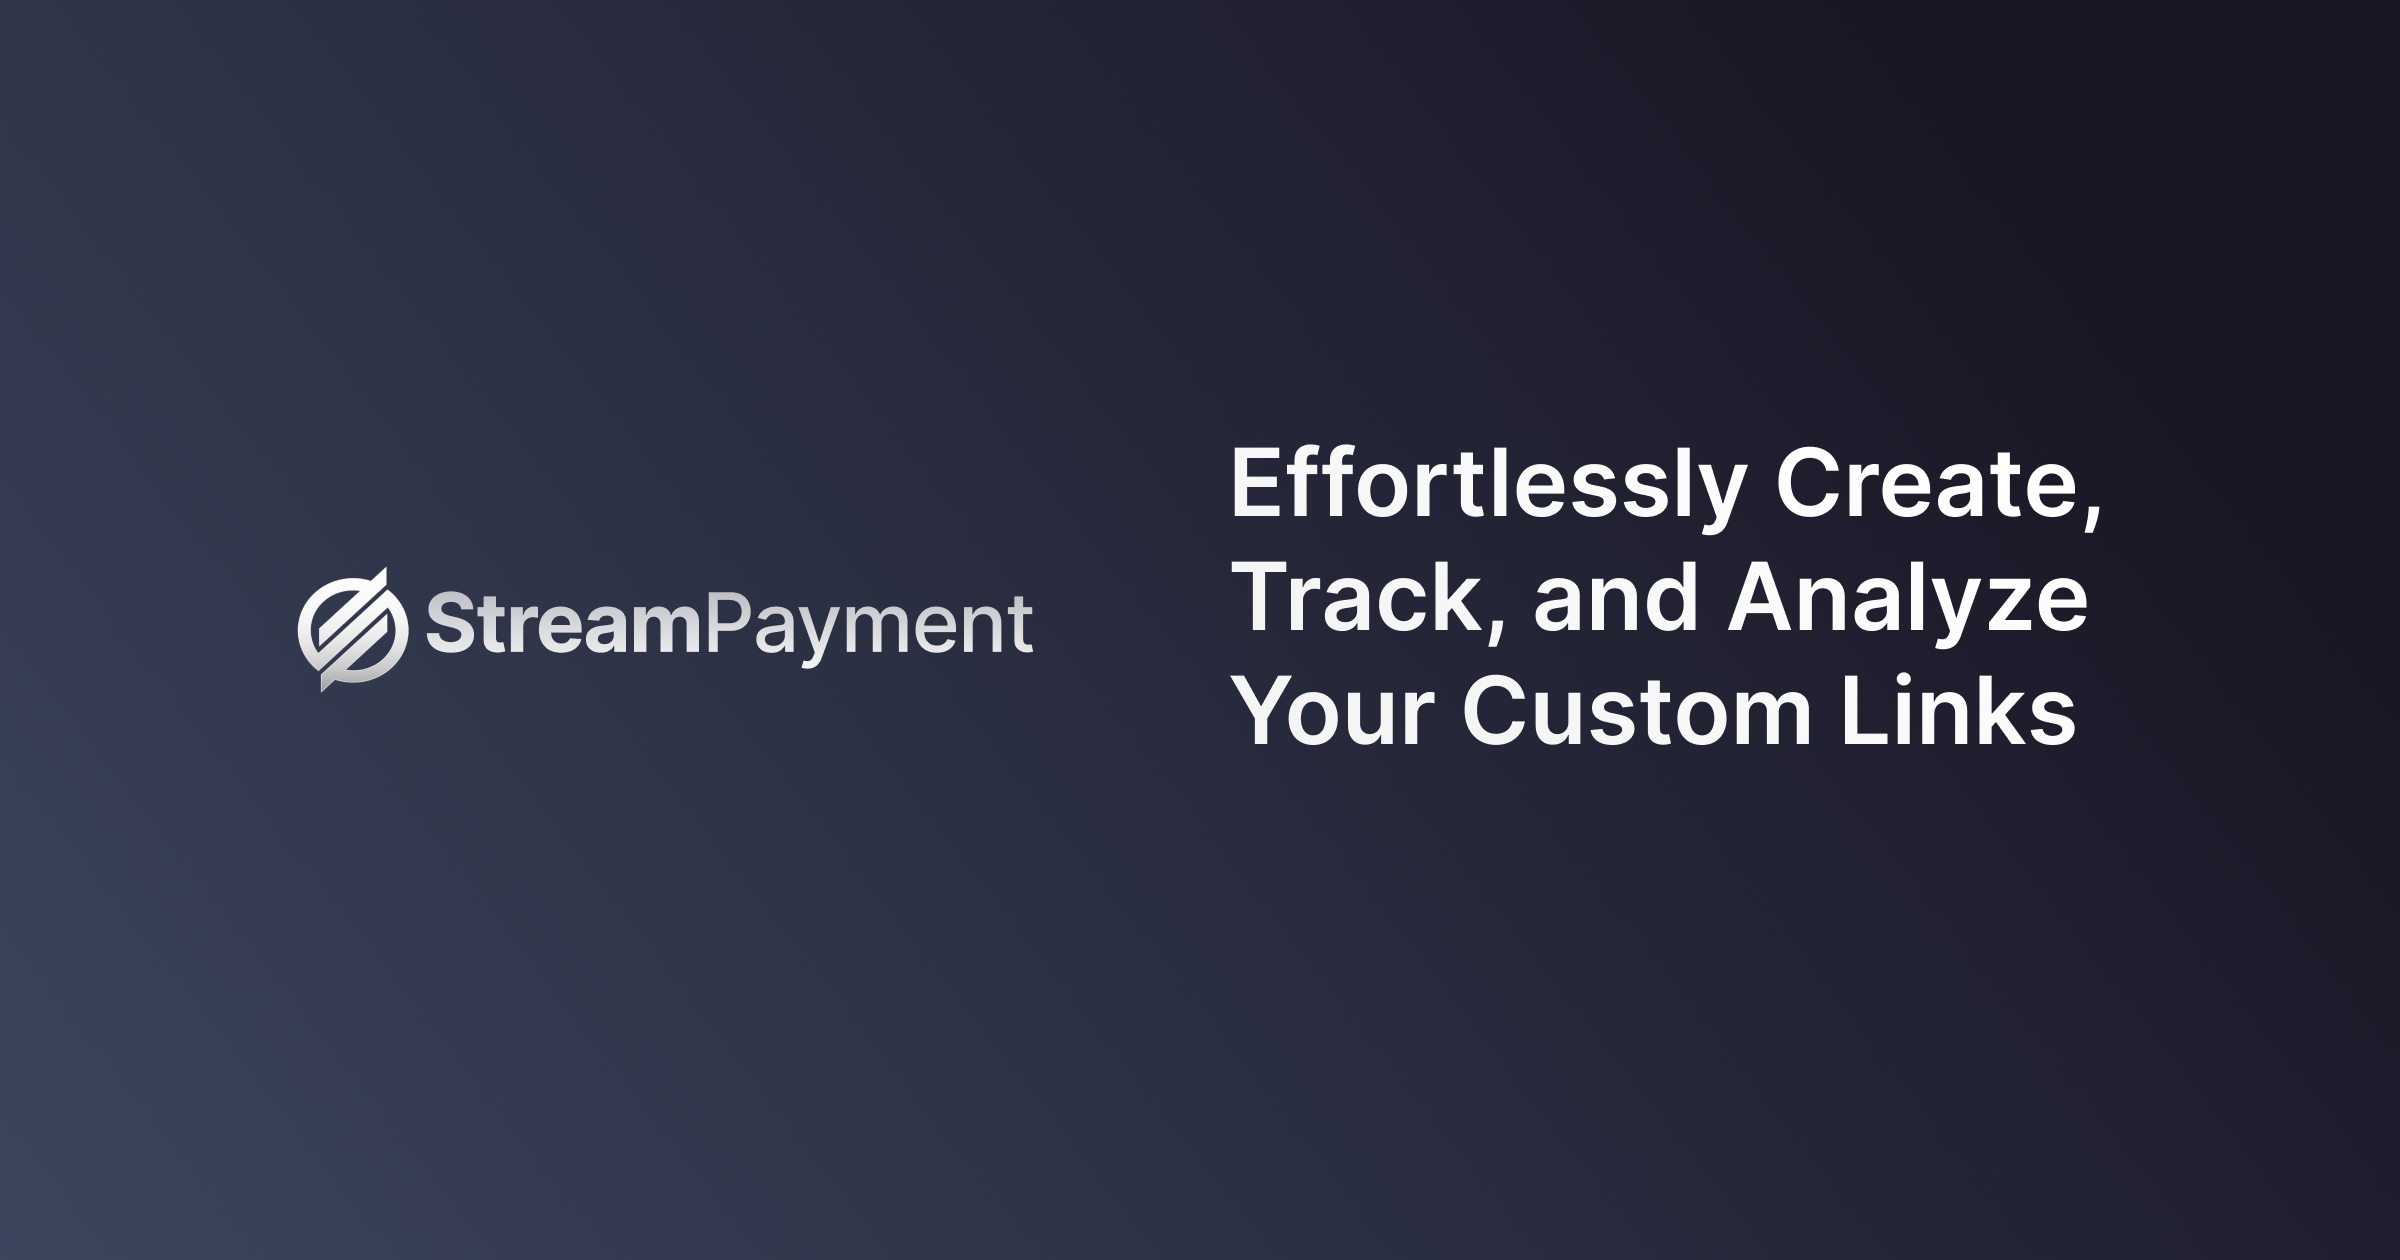 StreamPayment
Effortlessly Create,
Track, and Analyze
Your Custom Links